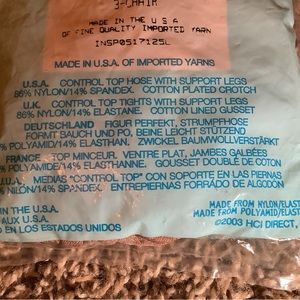 3-CHAIR
MADE IN THE U S A
OF FINE QUALITY IMPORTED YARN
INSP0517125L
MADE IN U.S.A. OF IMPORTED YARNS
U.S.A. CONTROL TOP HOSE WITH SUPPORT LEGS
86% NYLON/14% SPANDEX. COTTON PLATED CROTCH
U.K. CONTROL TOP TIGHTS WITH SUPPORT LEGS
86% NYLON/14% ELASTANE. COTTON LINED GUSSET
DEUTSCHLAND FIGUR PERFEKT, STRUMPFHOSE
FORMT BAUCH UND PO, BEINE LEICHT STÜTZEND
% POLYAMID/14% ELASTHAN. ZWICKEL BAUMWOLLVERSTÄRKT
FRANCE TOP MINCEUR. VENTRE PLAT, JAMBES GALBÉES
% POLYAMIDE/14% ELASTHANNE. GOUSSET DOUBLÉ DE COTON
MEDIAS "CONTROL TOP" CON SOPORTE EN LAS PIERNAS
% NILON/14% SPANDEX. ENTREPIERNAS FORRADO DE ALGODÓN
IN THE U.S.A.
AUX U.S.A.
EN LOS ESTADOS UNIDOS
MADE FROM NYLON/ELAST
MADE FROM POLYAMID/ELAST
©2003 HCI DIRECT,